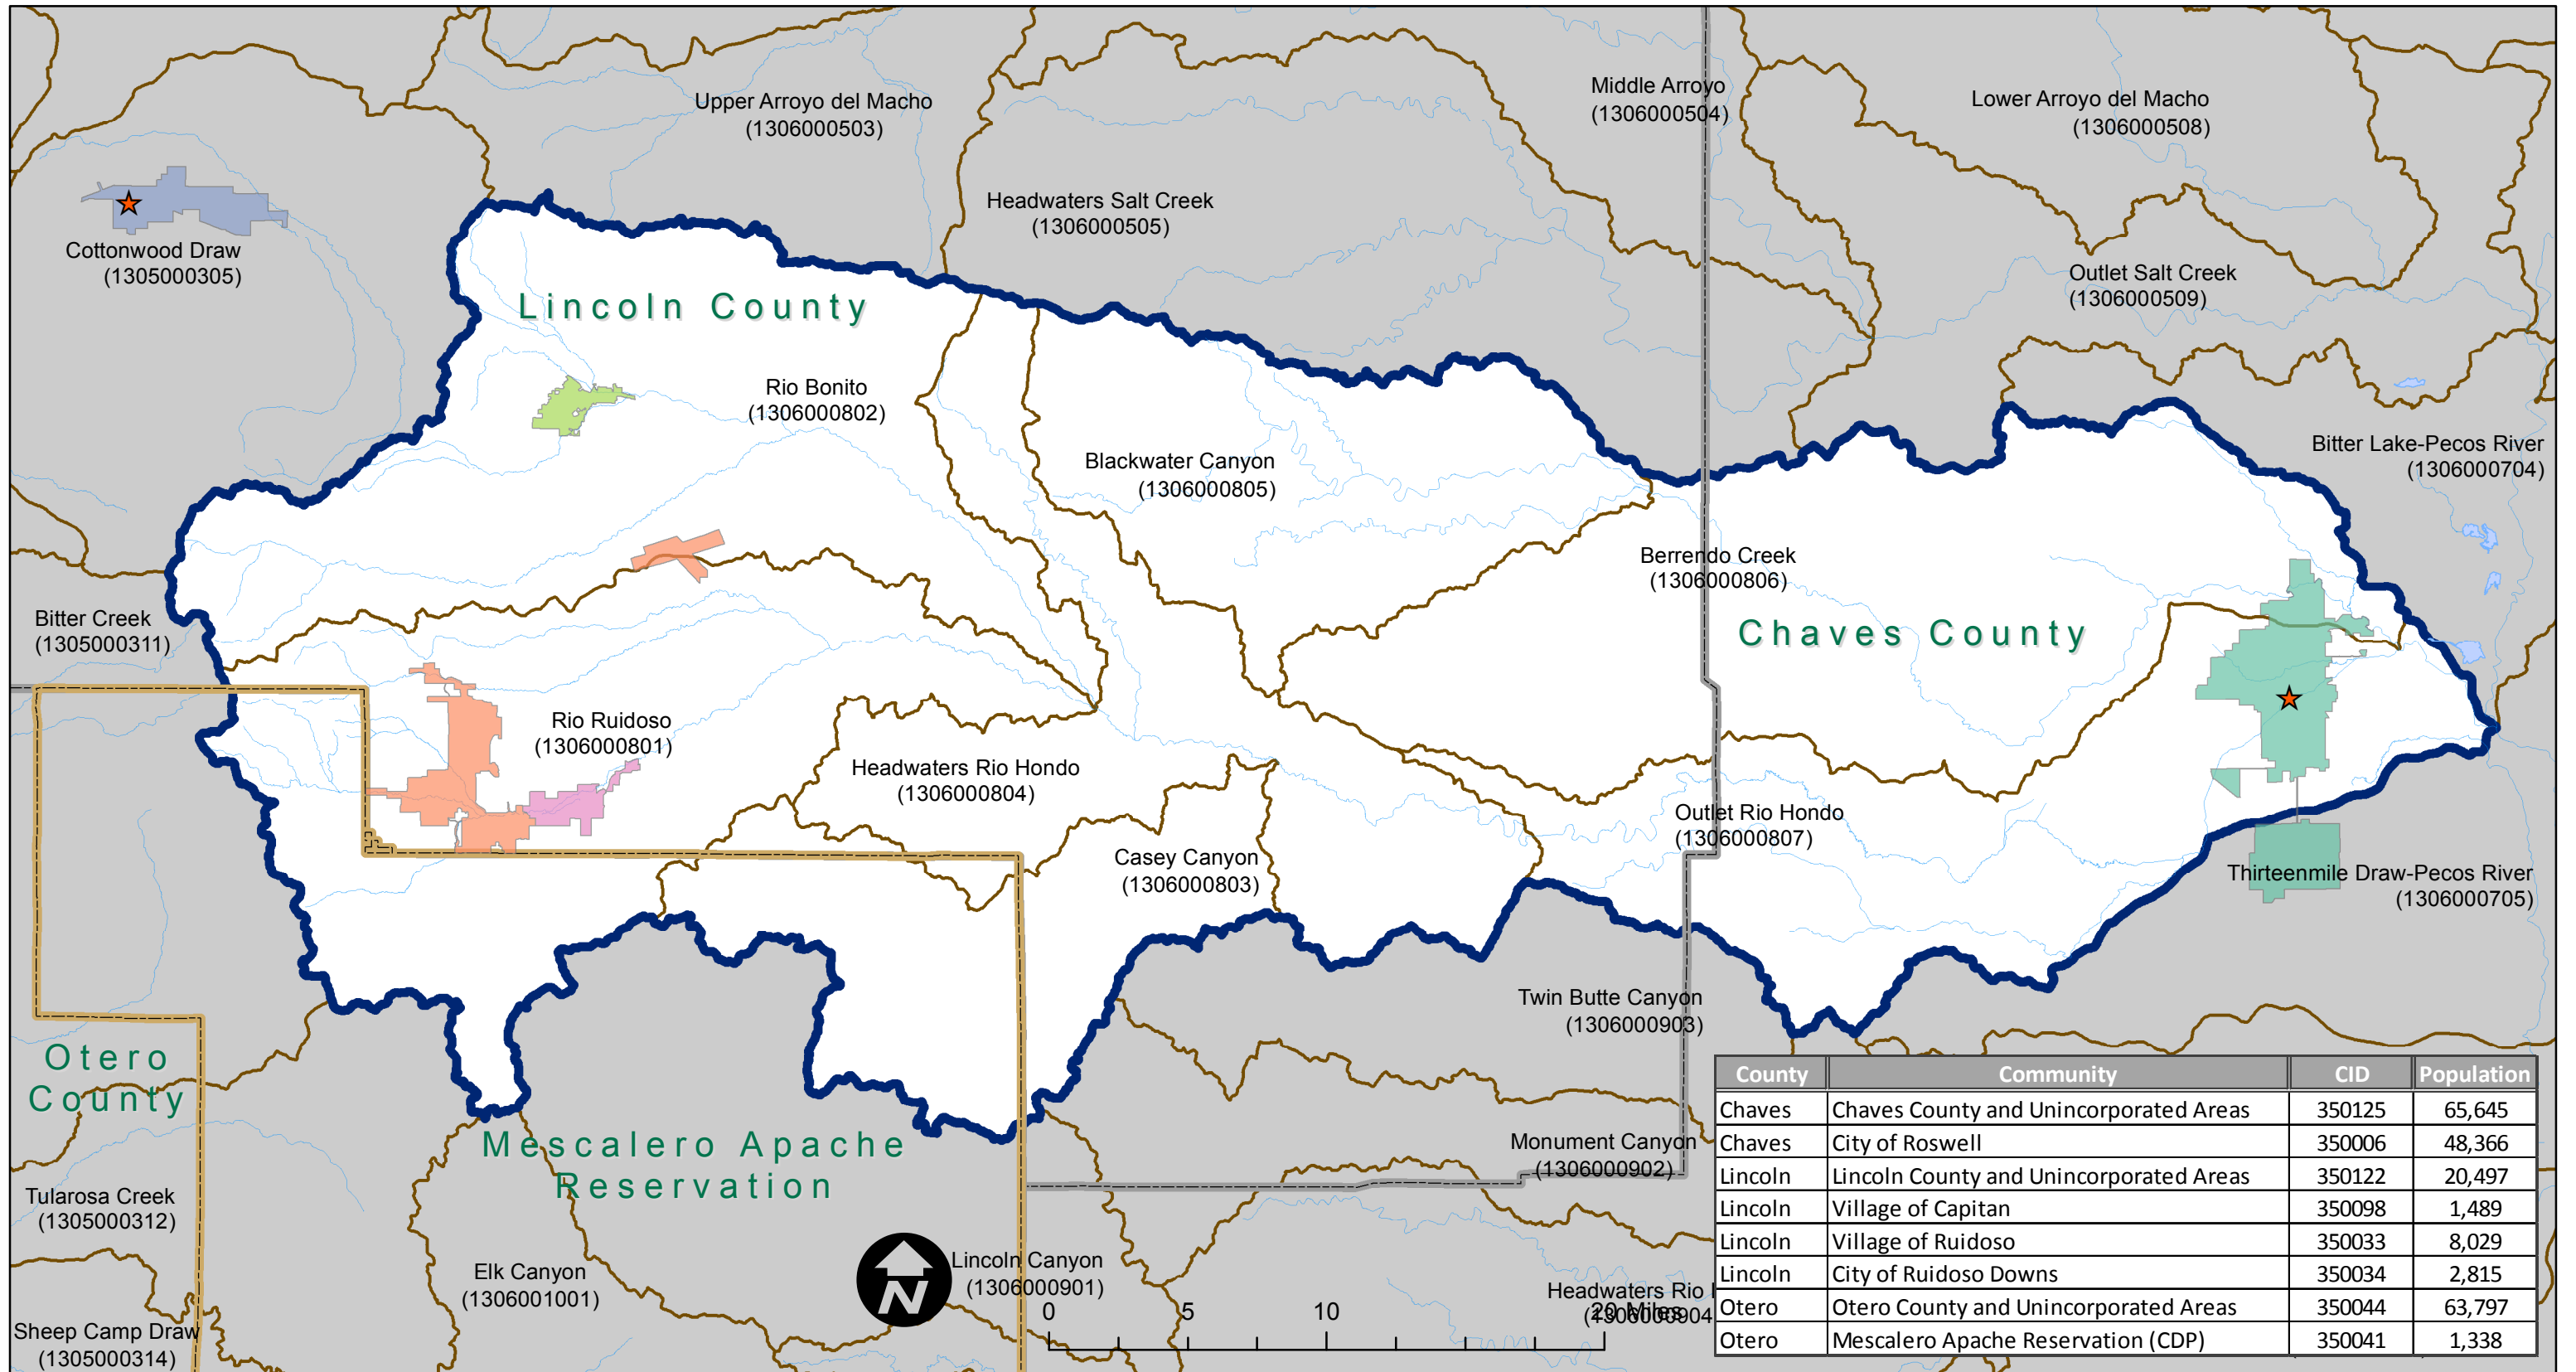 Upper Arroyo del Macho
(1306000503)
Middle Arroyo
(1306000504)
Lower Arroyo del Macho
(1306000508)
Headwaters Salt Creek
(1306000505)
Cottonwood Draw
(1305000305)
Outlet Salt Creek
(1306000509)
Lincoln County
Rio Bonito
(1306000802)
Bitter Lake-Pecos River
(1306000704)
Blackwater Canyon
(1306000805)
Berrendo Creek
(1306000806)
Bitter Creek
(1305000311)
Chaves County
Rio Ruidoso
(1306000801)
Headwaters Rio Hondo
(1306000804)
Outlet Rio Hondo
(1306000807)
Casey Canyon
(1306000803)
Thirteenmile Draw-Pecos River
(1306000705)
Twin Butte Canyon
(1306000903)
Otero
County
Mescalero Apache
Reservation
Monument Canyon
(1306000902)
Tularosa Creek
(1305000312)
Elk Canyon
(1306001001)
Lincoln Canyon
(1306000901)
Headwaters Rio
(1306000904
Sheep Camp Draw
(1305000314)
N
0 5 10 20 Miles
County Community CID Population
Chaves Chaves County and Unincorporated Areas 350125 65,645
Chaves City of Roswell 350006 48,366
Lincoln Lincoln County and Unincorporated Areas 350122 20,497
Lincoln Village of Capitan 350098 1,489
Lincoln Village of Ruidoso 350033 8,029
Lincoln City of Ruidoso Downs 350034 2,815
Otero Otero County and Unincorporated Areas 350044 63,797
Otero Mescalero Apache Reservation (CDP) 350041 1,338